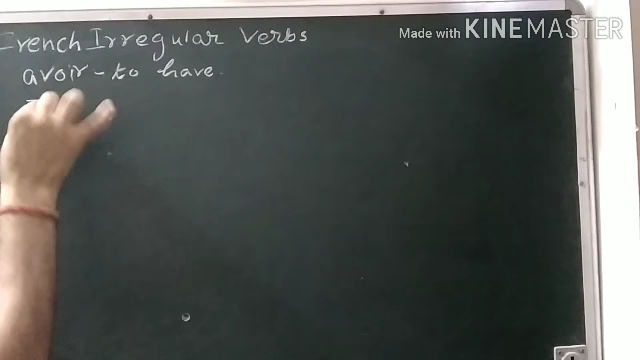 French Irregular Verbs
Made with KINEMASTER
avoir - to have.